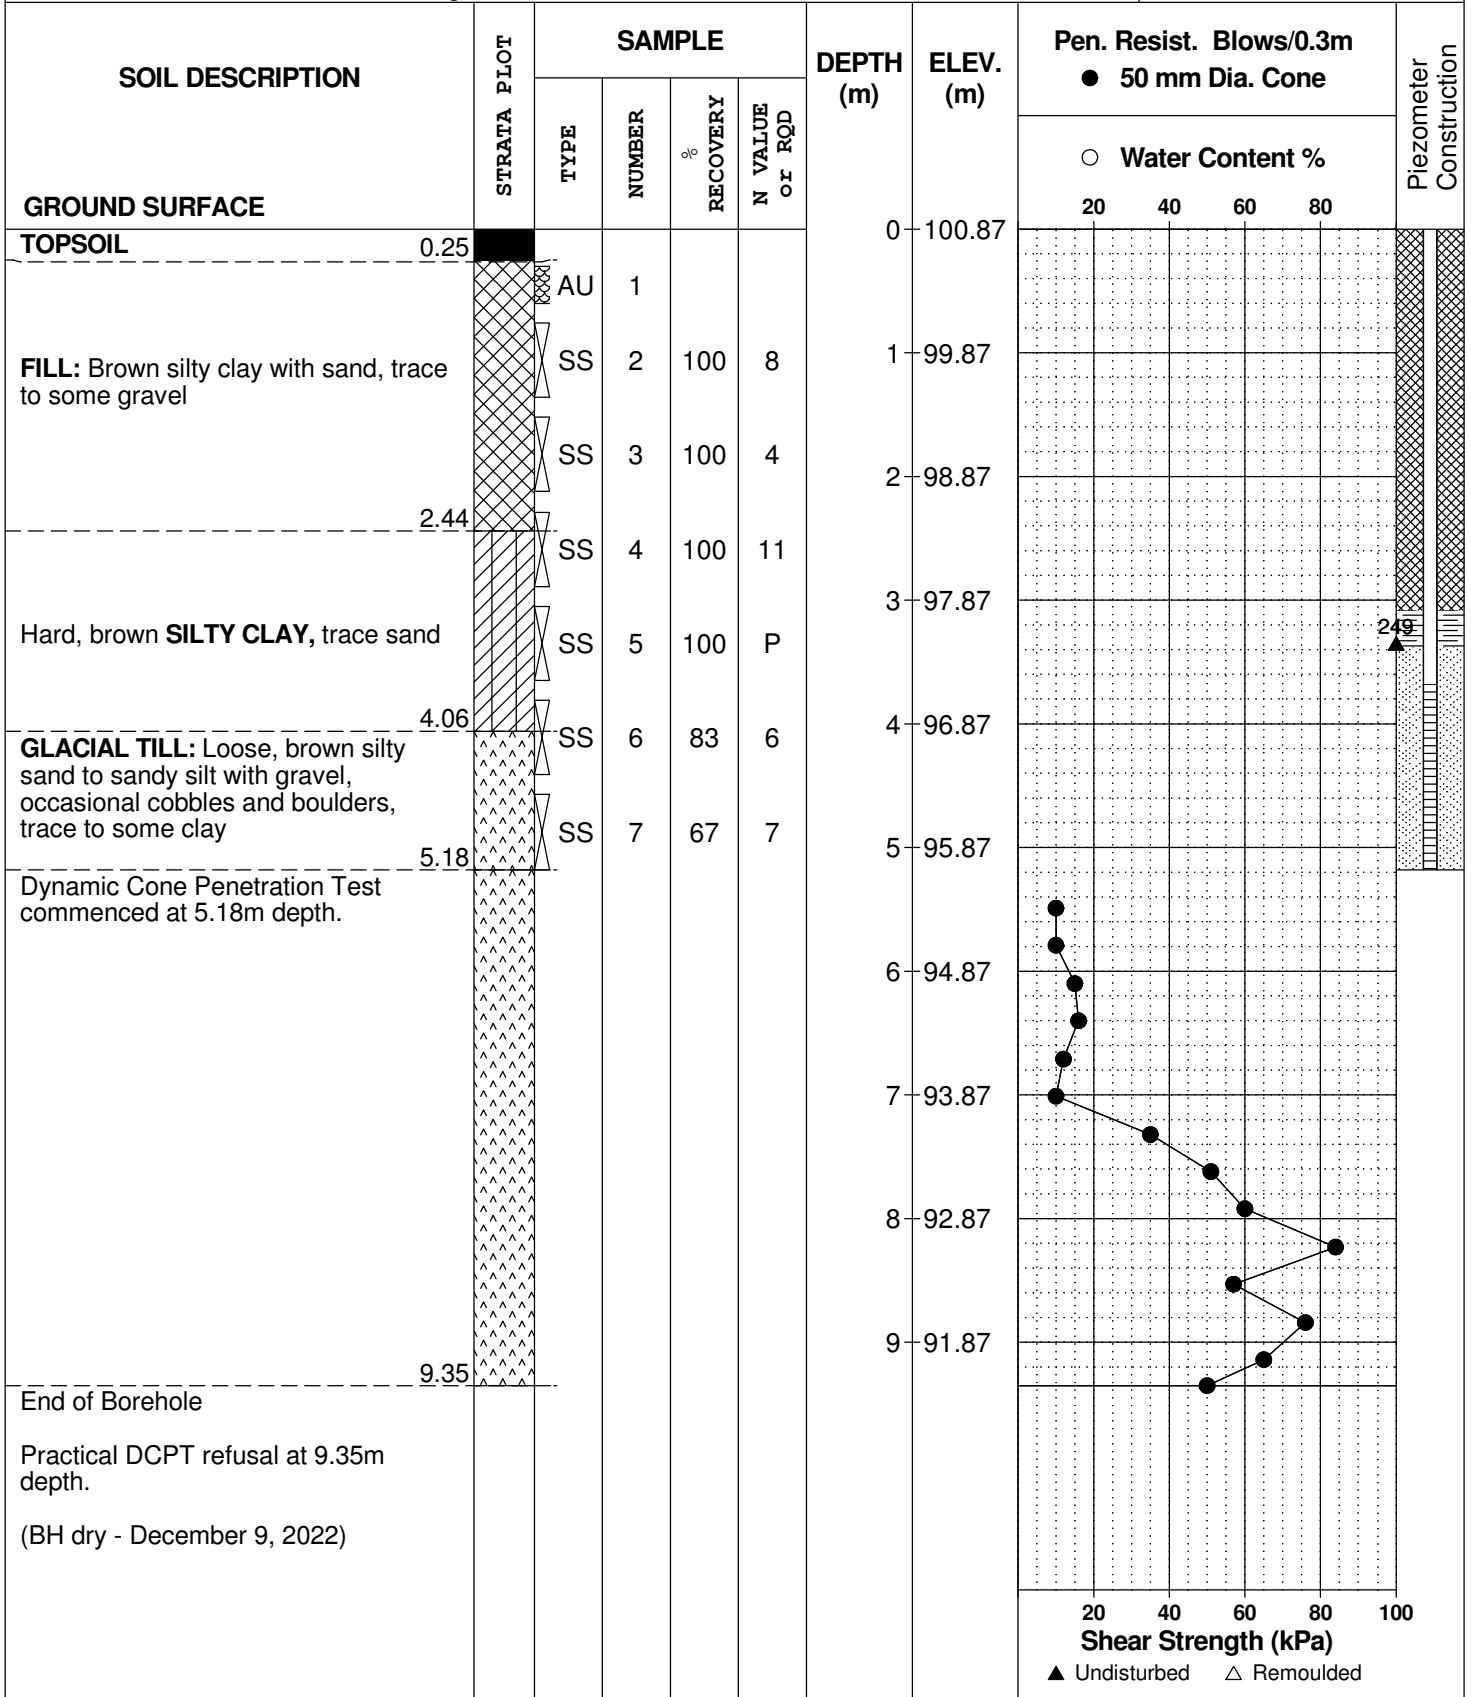 SOIL DESCRIPTION
GROUND SURFACE
STRATA PLOT
SAMPLE
TYPE
NUMBER
%
RECOVERY
N VALUE
or RQD
DEPTH
(m)
ELEV.
(m)
Pen. Resist. Blows/0.3m
● 50 mm Dia. Cone
○ Water Content %
20 40 60 80
Piezometer
Construction
0 100.87
TOPSOIL 0.25
AU 1
FILL: Brown silty clay with sand, trace
to some gravel
SS 2 100 8
1 99.87
SS 3 100 4
2 98.87
2.44
SS 4 100 11
3 97.87
Hard, brown SILTY CLAY, trace sand
SS 5 100 P
249
4.06
4 96.87
SS 6 83 6
GLACIAL TILL: Loose, brown silty
sand to sandy silt with gravel,
occasional cobbles and boulders,
trace to some clay
SS 7 67 7
5.18
5 95.87
Dynamic Cone Penetration Test
commenced at 5.18m depth.
6 94.87
7 93.87
8 92.87
9 91.87
9.35
End of Borehole
Practical DCPT refusal at 9.35m
depth.
(BH dry - December 9, 2022)
20 40 60 80 100
Shear Strength (kPa)
▲ Undisturbed △ Remoulded